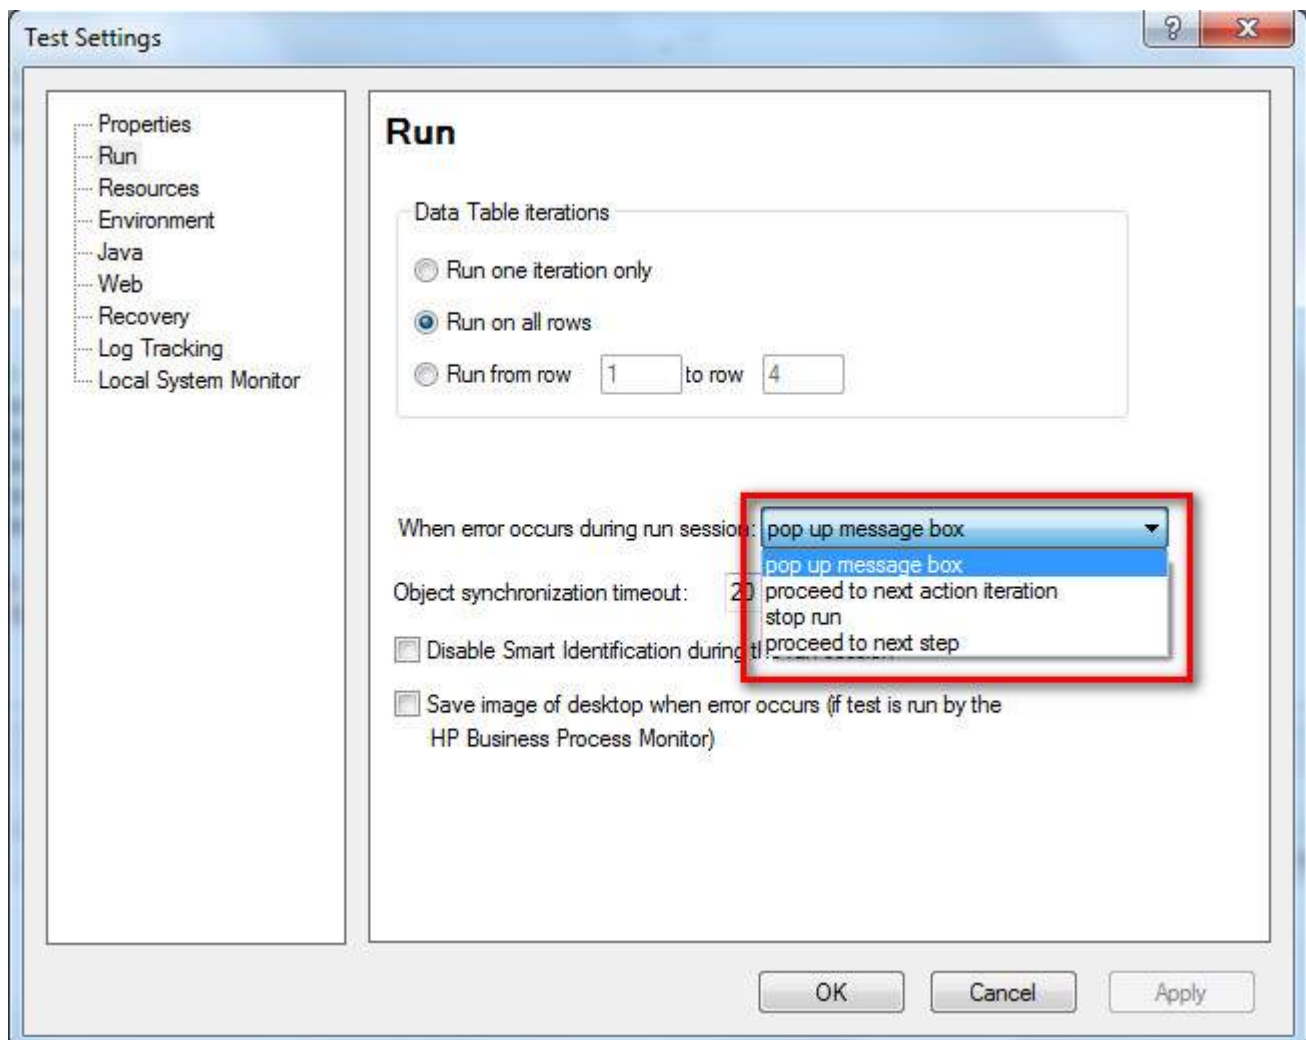 Test Settings
?
Properties
Run
Resources
Environment
Java
Web
Recovery
Log Tracking
Local System Monitor
Run
Data Table iterations
Run one iteration only
Run on all rows
Run from row 1 to row 4
When error occurs during run session: pop up message box
pop up message box
proceed to next action iteration
stop run
proceed to next step
Object synchronization timeout: 20
Disable Smart Identification during
Save image of desktop when error occurs (if test is run by the
HP Business Process Monitor)
OK Cancel Apply